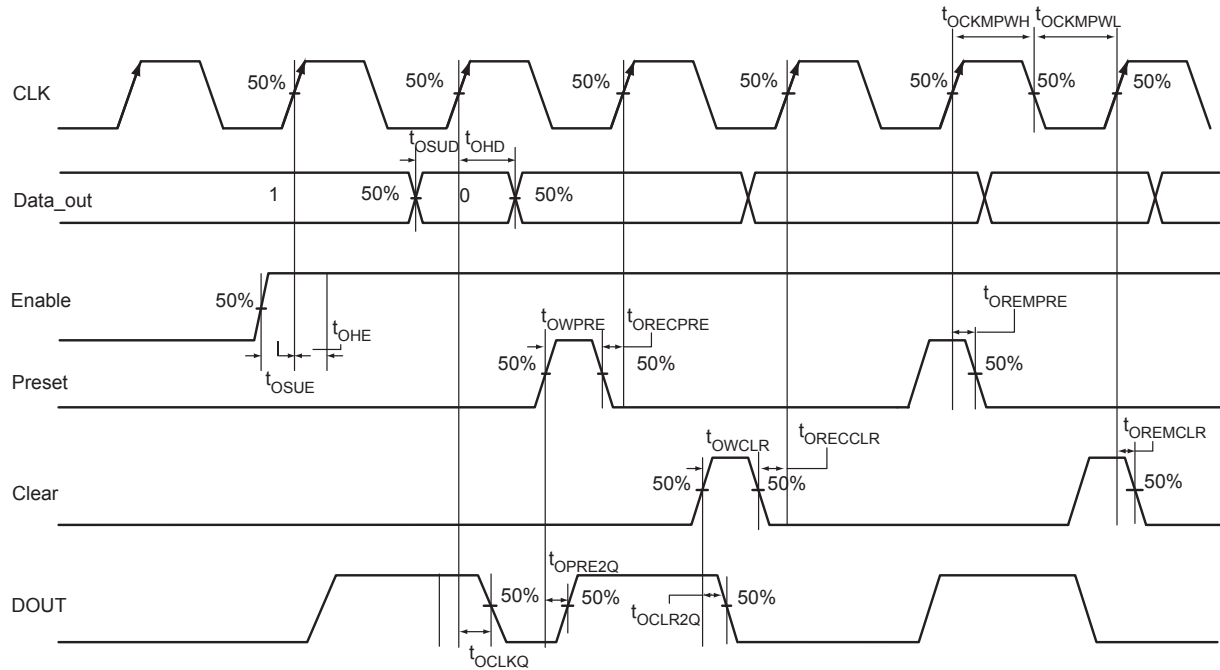 tOCKMPWH tOCKMPWL
CLK
50% 50% 50% 50% 50% 50% 50%
tOSUD tOHD
Data_out
1 50% 0 50%
Enable
50%
tOHE
tOSUE
tOWPRE tORECPRE
tOREMPRE
Preset
50% 50% 50%
tOWCLR tORECCLR
tOREMCLR
Clear
50% 50% 50%
DOUT
tOPRE2Q
50% 50% 50%
tOCLR2Q
tOCLKQ